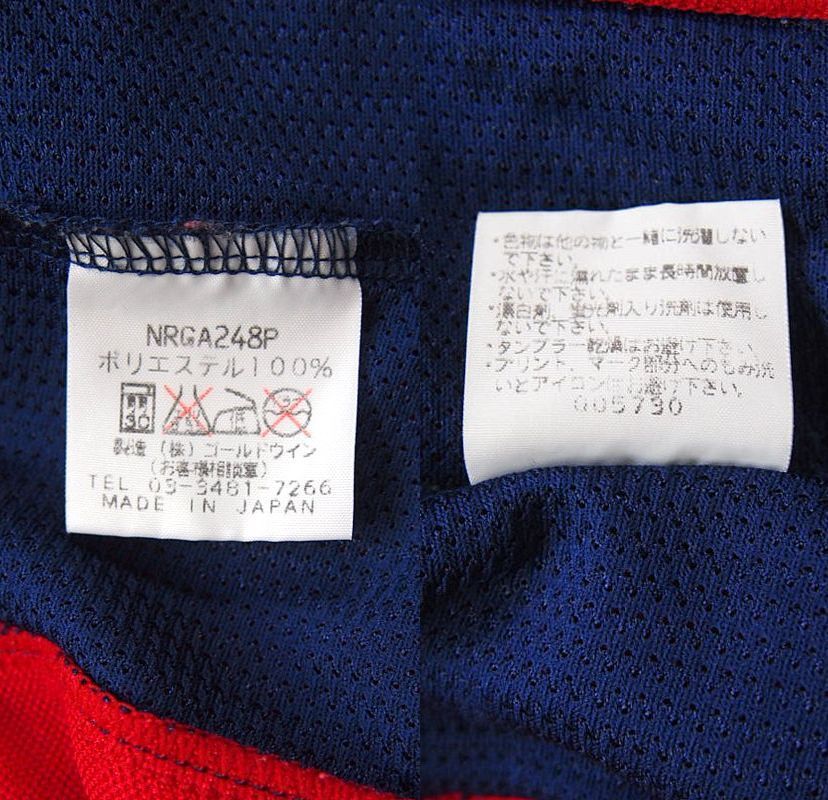 NRGA248P
ポリエステル100%
30
製造 (株) ゴールドウイン
(お客様相談室)
TEL 03-3481-7266
MADE IN JAPAN
・色物は他の物と一緒に洗濯しない
で下さい。
・水や汗に濡れたまま長時間放置し
ないで下さい。
・漂白剤、蛍光剤入り洗剤は使用し
ないで下さい。
・タンブラー乾燥はお避け下さい。
・プリント、マーク部分へのもみ洗
いとアイロンはお避け下さい。
005730